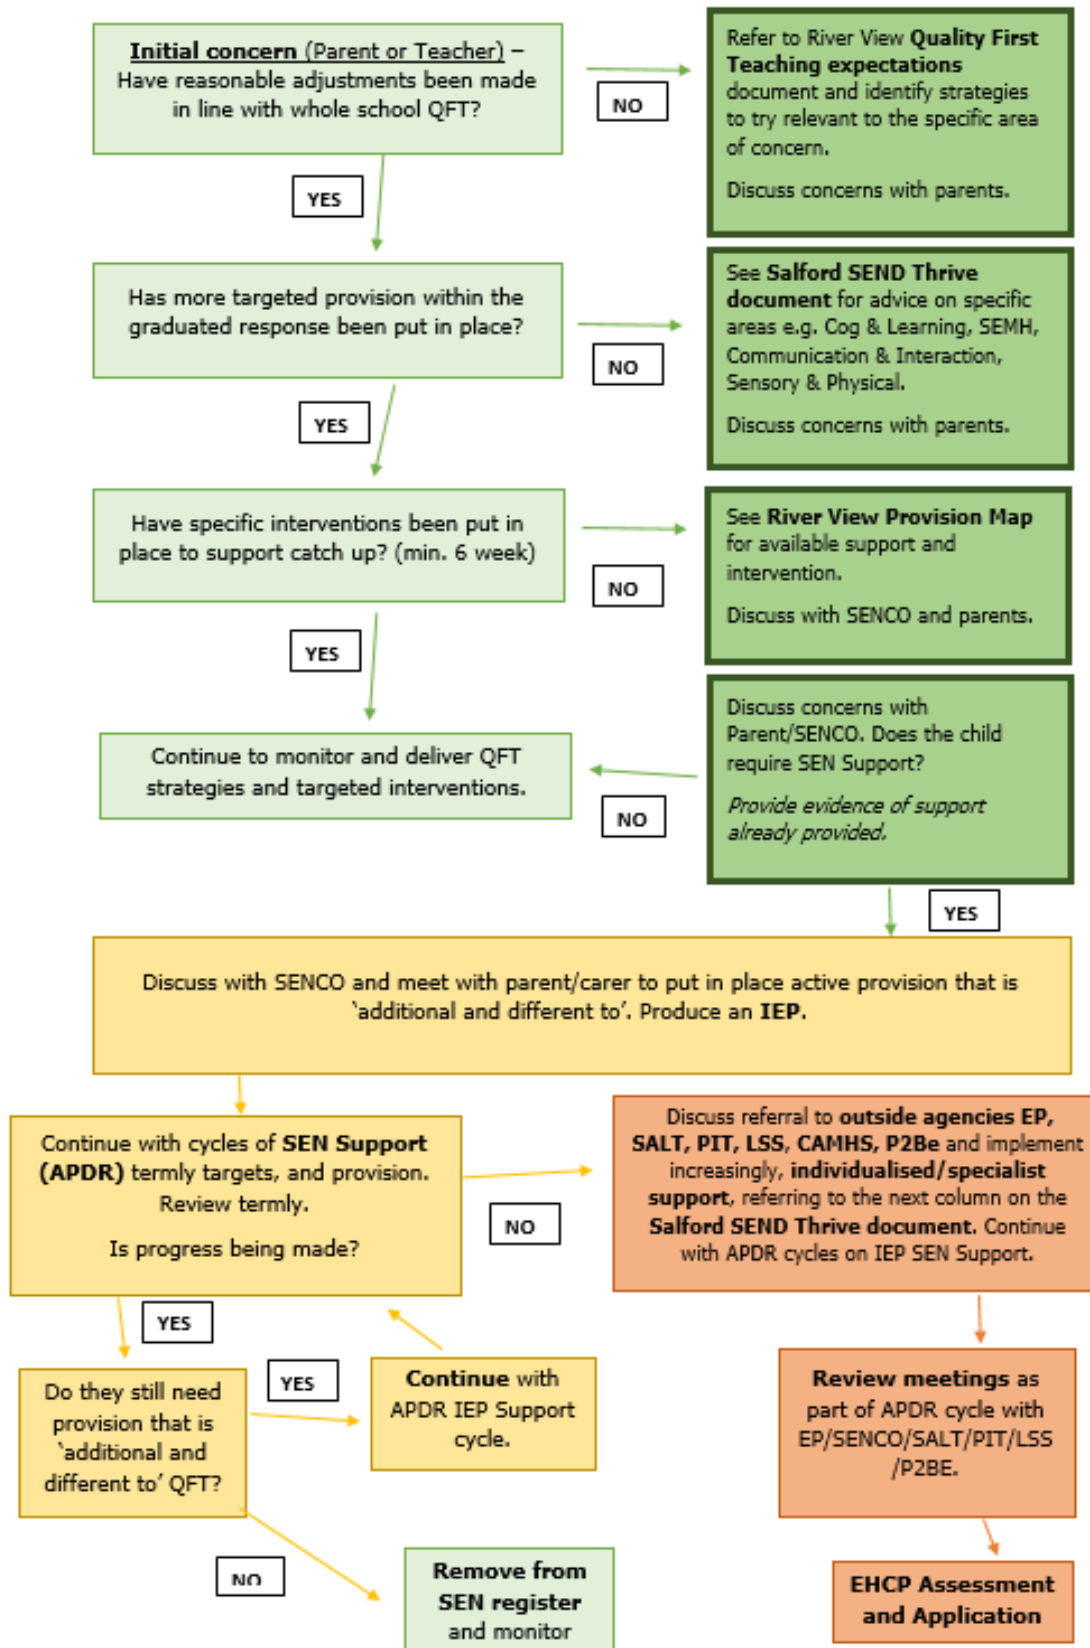 Initial concern (Parent or Teacher) –
Have reasonable adjustments been made
in line with whole school QFT?
NO
Refer to River View Quality First
Teaching expectations
document and identify strategies
to try relevant to the specific area
of concern.
Discuss concerns with parents.
YES
Has more targeted provision within the
graduated response been put in place?
NO
See Salford SEND Thrive
document for advice on specific
areas e.g. Cog & Learning, SEMH,
Communication & Interaction,
Sensory & Physical.
Discuss concerns with parents.
YES
Have specific interventions been put in
place to support catch up? (min. 6 week)
NO
See River View Provision Map
for available support and
intervention.
Discuss with SENCO and parents.
YES
Continue to monitor and deliver QFT
strategies and targeted interventions.
NO
Discuss concerns with
Parent/SENCO. Does the child
require SEN Support?
Provide evidence of support
already provided.
YES
Discuss with SENCO and meet with parent/carer to put in place active provision that is
‘additional and different to’. Produce an IEP.
Continue with cycles of SEN Support
(APDR) termly targets, and provision.
Review termly.
Is progress being made?
NO
Discuss referral to outside agencies EP,
SALT, PIT, LSS, CAMHS, P2Be and implement
increasingly, individualised/specialist
support, referring to the next column on the
Salford SEND Thrive document. Continue
with APDR cycles on IEP SEN Support.
YES
Do they still need
provision that is
‘additional and
different to’ QFT?
YES
Continue with
APDR IEP Support
cycle.
Review meetings as
part of APDR cycle with
EP/SENCO/SALT/PIT/LSS
/P2BE.
NO
Remove from
SEN register
and monitor
EHCP Assessment
and Application